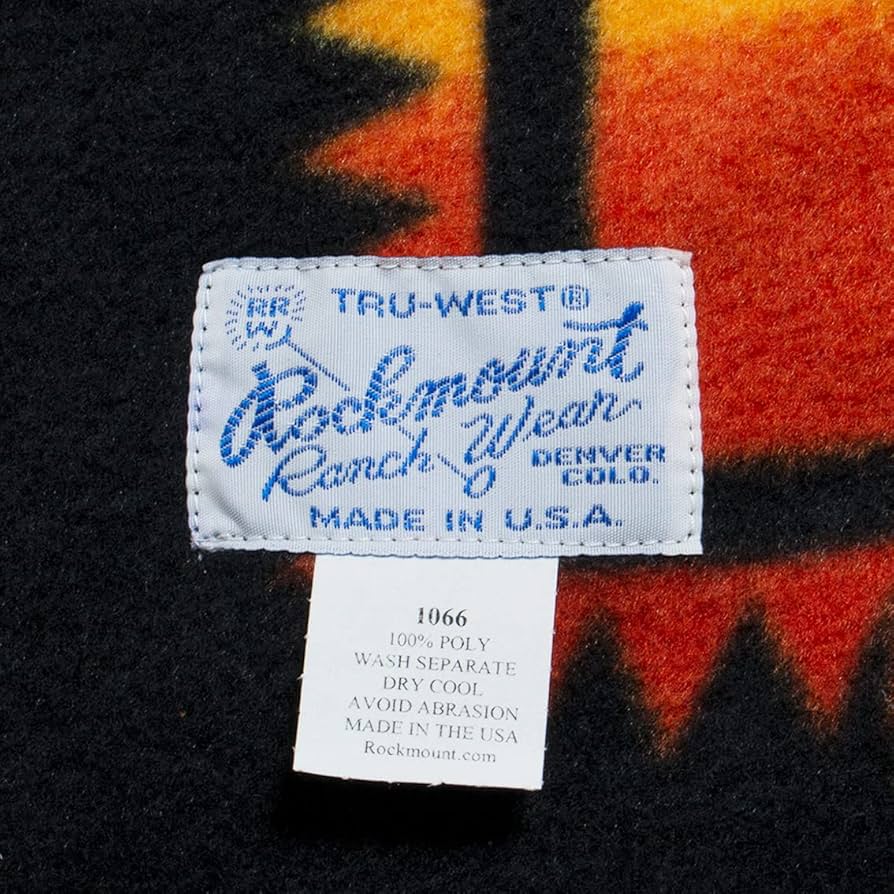 TRU-WEST®
RR
W
Rockmount
Ranch Wear
DENVER
COLO.
MADE IN U.S.A.
1066
100% POLY
WASH SEPARATE
DRY COOL
AVOID ABRASION
MADE IN THE USA
Rockmount.com